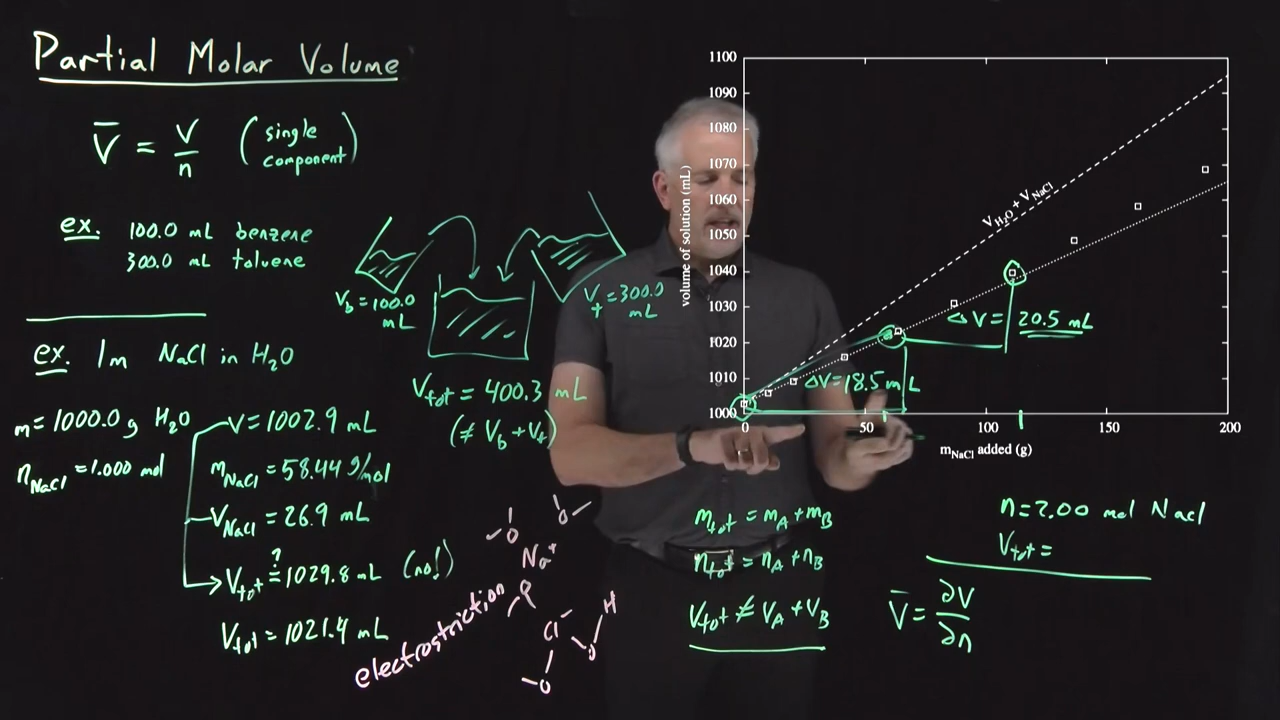 Partial Molar Volume
V̄ = V/n (single component)
ex. 100.0 mL benzene
300.0 mL toluene
V_b = 100.0 mL
V_t = 300.0 mL
V_tot = 400.3 mL
(≠ V_b + V_t)
ex. 1m NaCl in H₂O
m = 1000.0 g H₂O
n_NaCl = 1.000 mol
V = 1002.9 mL
m_NaCl = 58.44 g/mol
V_NaCl = 26.9 mL
V_tot ≟ 1029.8 mL (no!)
V_tot = 1021.4 mL
electrostriction
O
O
Na⁺
O
Cl⁻
H
O
O
1100
1090
1080
1070
1060
1050
1040
1030
1020
1010
1000
volume of solution (mL)
V_H₂O + V_NaCl
ΔV = 20.5 mL
ΔV = 18.5 mL
0 50 100 150 200
m_NaCl added (g)
m_tot = m_A + m_B
n_tot = n_A + n_B
V_tot ≠ V_A + V_B
n = 2.00 mol NaCl
V_tot =
V̄ = ∂V/∂n